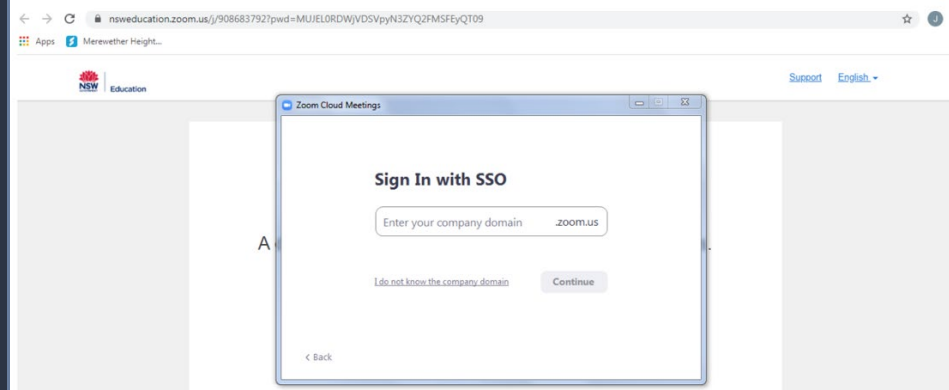 nsweducation.zoom.us/j/908683792?pwd=MUJEL0RDWjVDSVpyN3ZYQ2FMSFEyQT09
J
Apps Merewether Height...
NSW Education
Support English
Zoom Cloud Meetings
Sign In with SSO
Enter your company domain .zoom.us
A
I do not know the company domain Continue
< Back